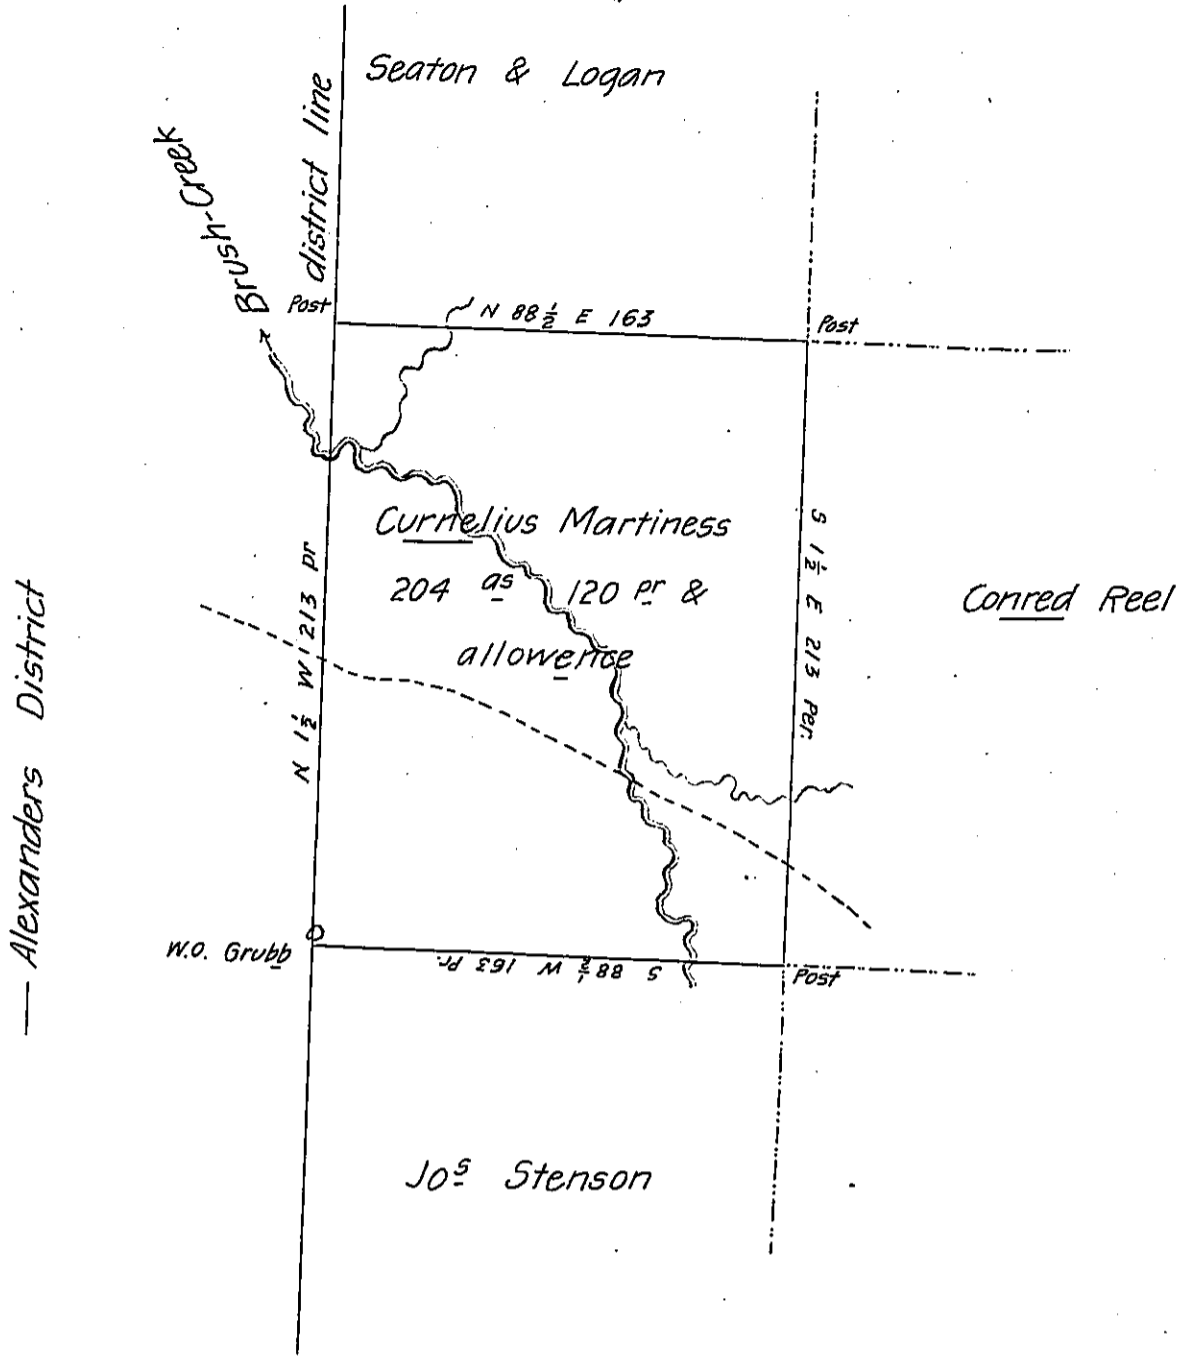 Seaton & Logan
district line
Brush-Creek
Post
N 88½ E 163
Post
Curnelius Martiness
204 as 120 pr &
allowence
S 1½ E 213 Per.
Conred Reel
N 1½ W 213 pr
Alexanders District
W.O. Grubb
S 88½ W 163 Pr.
Post
Jos Stenson